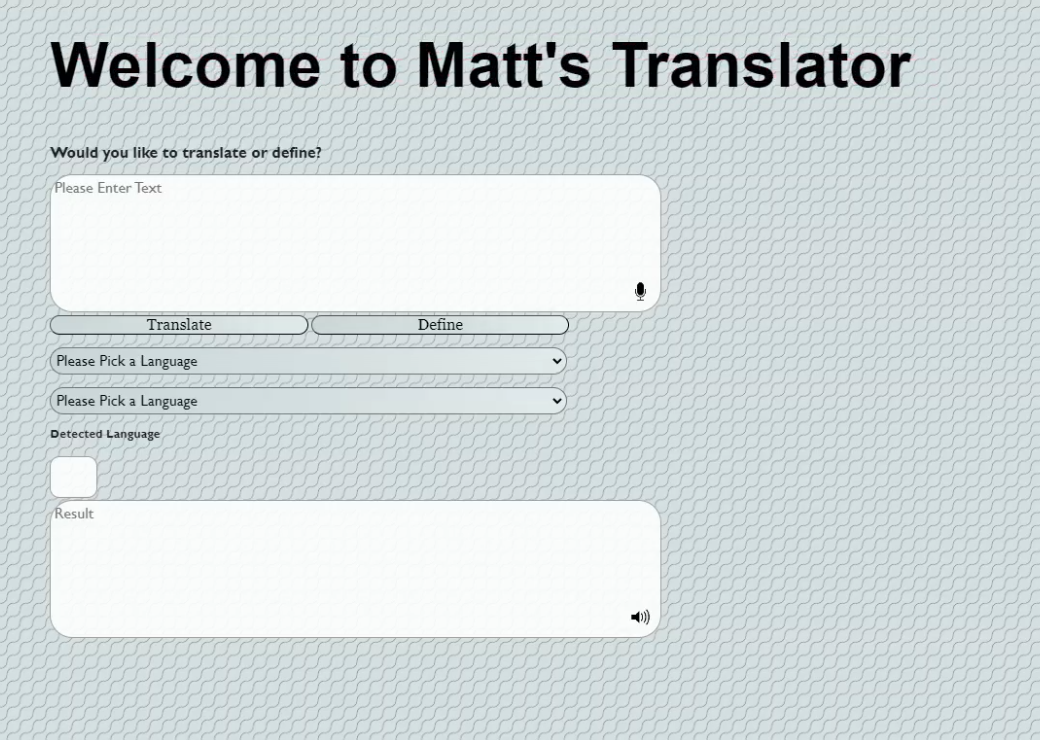 Welcome to Matt's Translator
Would you like to translate or define?
Please Enter Text
Translate Define
Please Pick a Language
Please Pick a Language
Detected Language
Result